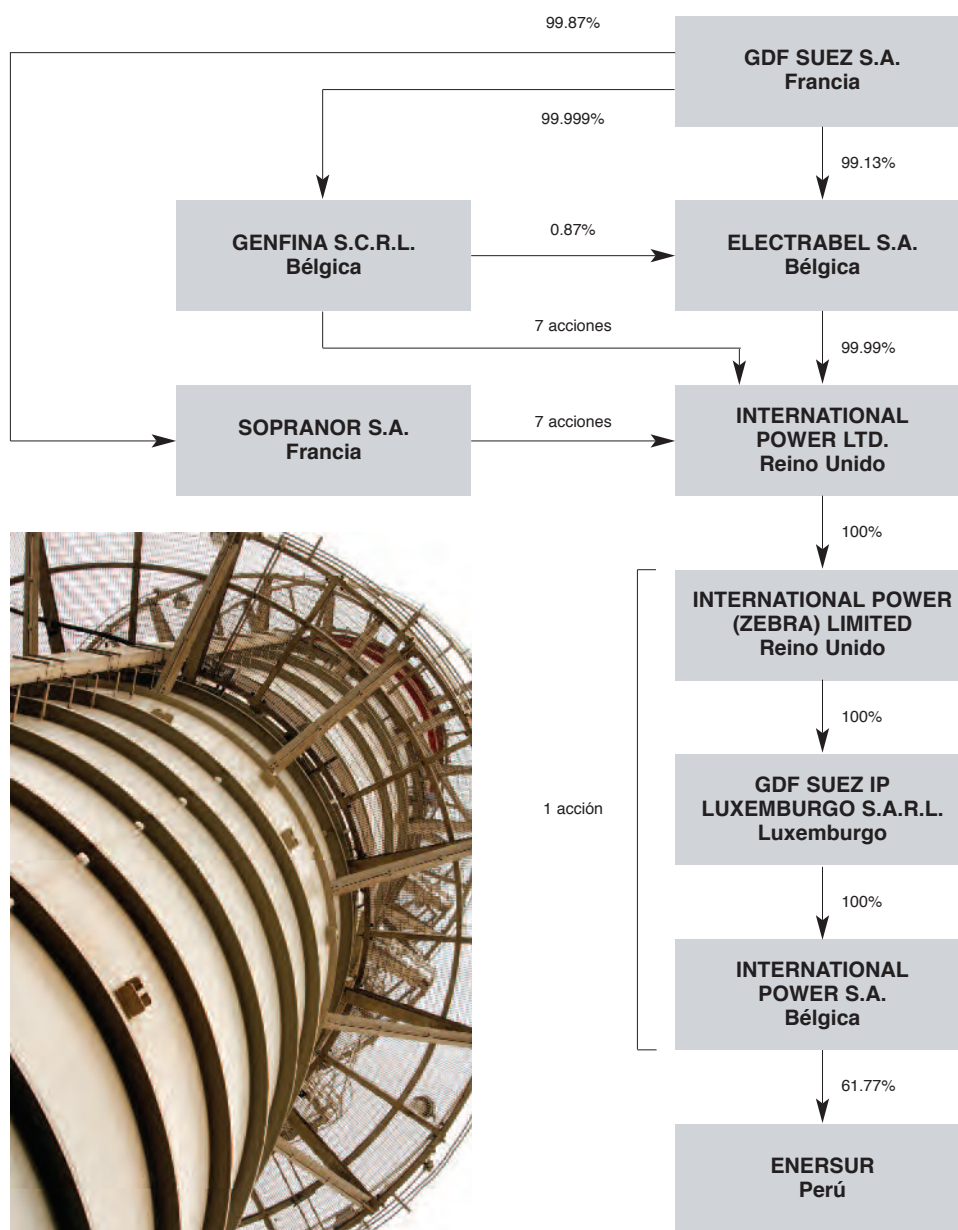 99.87%
GDF SUEZ S.A.
Francia
99.999%
99.13%
GENFINA S.C.R.L.
Bélgica
0.87%
ELECTRABEL S.A.
Bélgica
7 acciones
99.99%
SOPRANOR S.A.
Francia
7 acciones
INTERNATIONAL
POWER LTD.
Reino Unido
100%
INTERNATIONAL POWER
(ZEBRA) LIMITED
Reino Unido
100%
1 acción
GDF SUEZ IP
LUXEMBURGO S.A.R.L.
Luxemburgo
100%
INTERNATIONAL
POWER S.A.
Bélgica
61.77%
ENERSUR
Perú